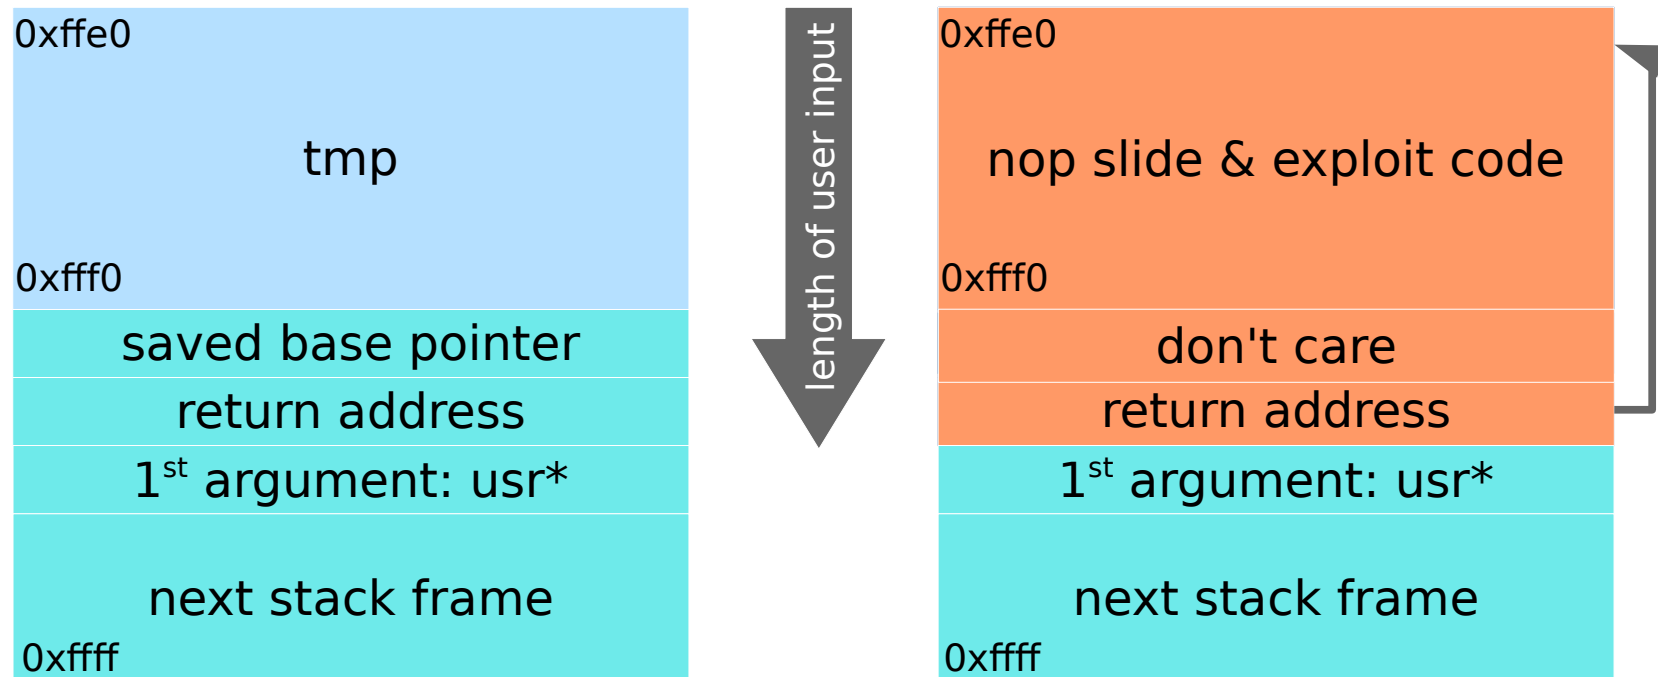 0xffe0
tmp
0xfff0
saved base pointer
return address
1st argument: usr*
next stack frame
0xffff
length of user input
0xffe0
nop slide & exploit code
0xfff0
don't care
return address
1st argument: usr*
next stack frame
0xffff